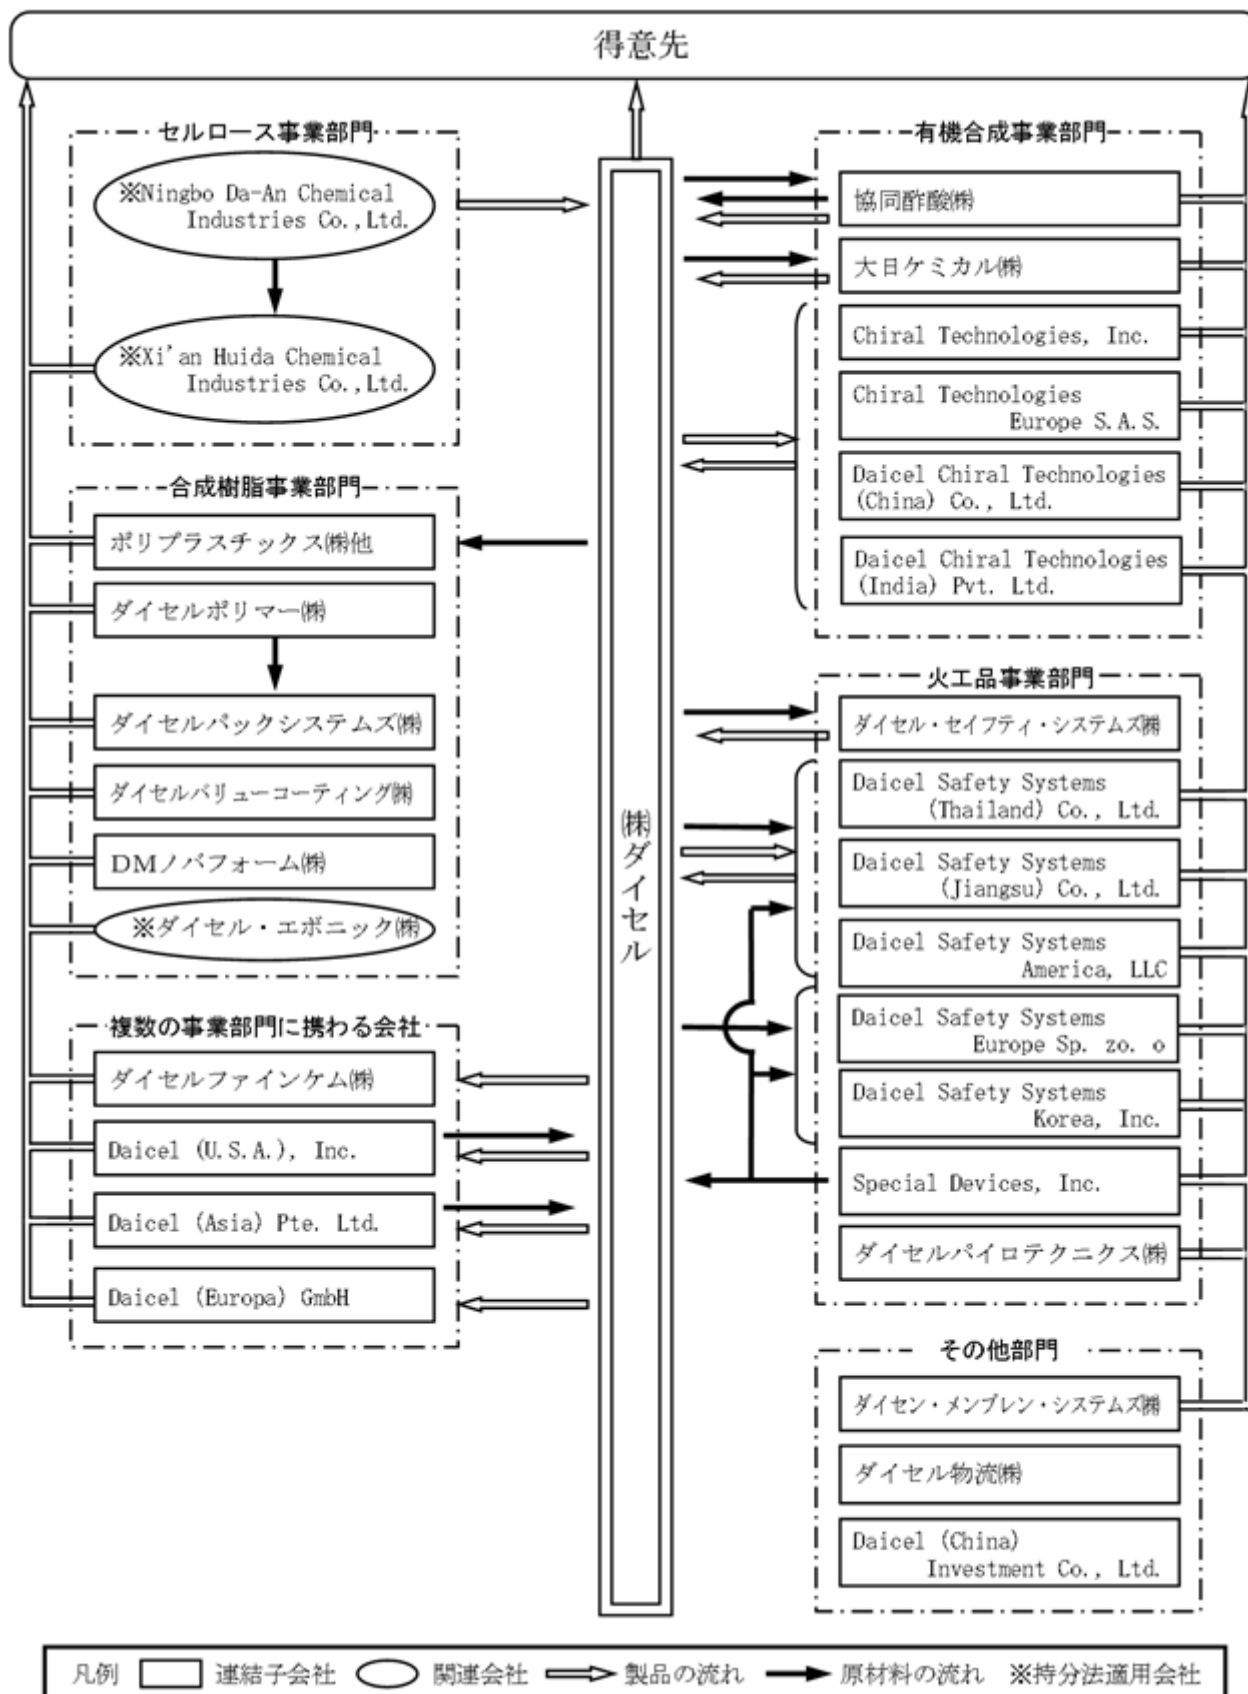 得意先
セルロース事業部門
※Ningbo Da-An Chemical
Industries Co.,Ltd.
※Xi'an Huida Chemical
Industries Co.,Ltd.
合成樹脂事業部門
ポリプラスチックス㈱他
ダイセルポリマー㈱
ダイセルパックシステムズ㈱
ダイセルバリューコーティング㈱
DMノバフォーム㈱
※ダイセル・エボニック㈱
複数の事業部門に携わる会社
ダイセルファインケム㈱
Daicel (U.S.A.), Inc.
Daicel (Asia) Pte. Ltd.
Daicel (Europa) GmbH
㈱ダイセル
有機合成事業部門
協同酢酸㈱
大日ケミカル㈱
Chiral Technologies, Inc.
Chiral Technologies
Europe S.A.S.
Daicel Chiral Technologies
(China) Co., Ltd.
Daicel Chiral Technologies
(India) Pvt. Ltd.
火工品事業部門
ダイセル・セイフティ・システムズ㈱
Daicel Safety Systems
(Thailand) Co., Ltd.
Daicel Safety Systems
(Jiangsu) Co., Ltd.
Daicel Safety Systems
America, LLC
Daicel Safety Systems
Europe Sp. zo. o
Daicel Safety Systems
Korea, Inc.
Special Devices, Inc.
ダイセルパイロテクニクス㈱
その他部門
ダイセン・メンブレン・システムズ㈱
ダイセル物流㈱
Daicel (China)
Investment Co., Ltd.
凡例 連結子会社 関連会社 製品の流れ 原材料の流れ ※持分法適用会社